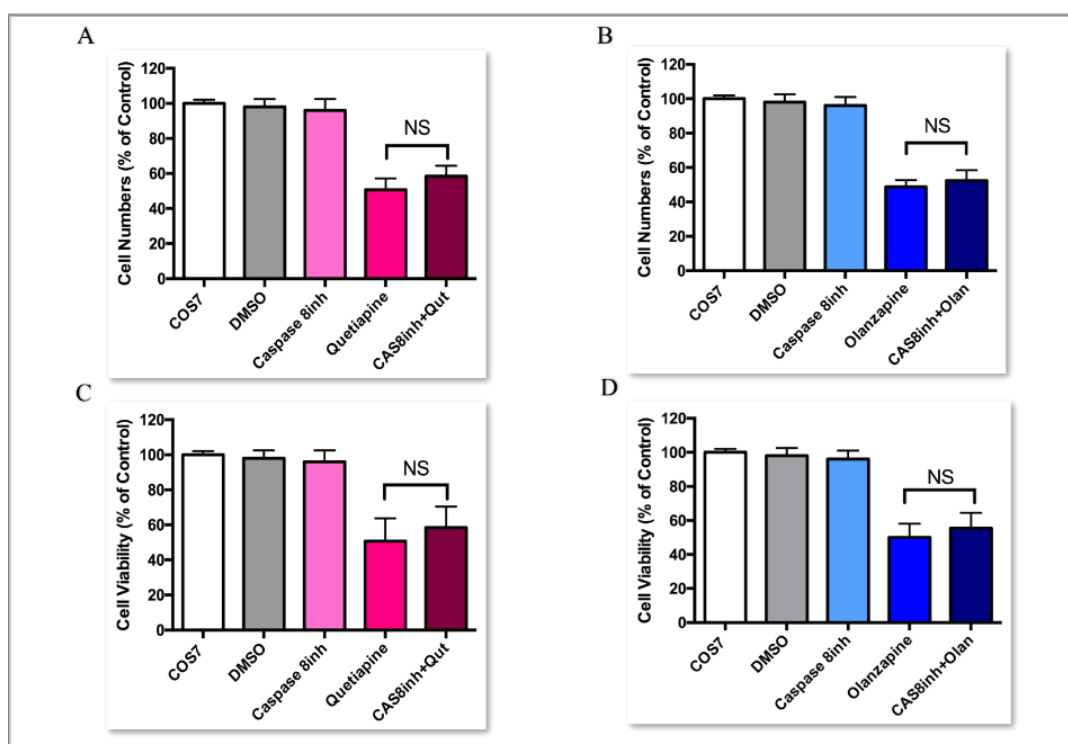 A
Cell Numbers (% of Control)
120
100
80
60
40
20
0
NS
COS7
DMSO
Caspase 8inh
Quetiapine
CAS8inh+Qut
B
Cell Numbers (% of Control)
120
100
80
60
40
20
0
NS
COS7
DMSO
Caspase 8inh
Olanzapine
CAS8inh+Olan
C
Cell Viability (% of Control)
120
100
80
60
40
20
0
NS
COS7
DMSO
Caspase 8inh
Quetiapine
CAS8inh+Qut
D
Cell Viability (% of Control)
120
100
80
60
40
20
0
NS
COS7
DMSO
Caspase 8inh
Olanzapine
CAS8inh+Olan